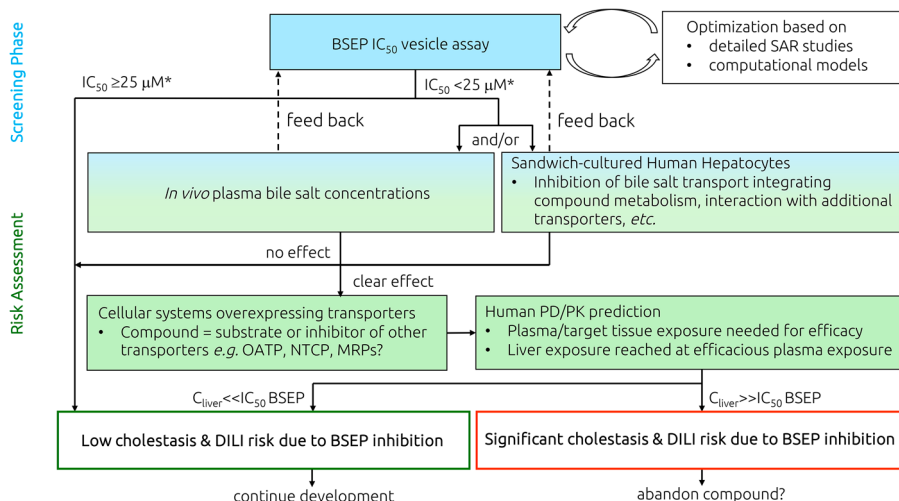 Screening Phase
BSEP IC50 vesicle assay
Optimization based on
• detailed SAR studies
• computational models
IC50 ≥25 µM*
IC50 <25 µM*
feed back
feed back
and/or
In vivo plasma bile salt concentrations
Sandwich-cultured Human Hepatocytes
• Inhibition of bile salt transport integrating
compound metabolism, interaction with additional
transporters, etc.
Risk Assessment
no effect
clear effect
Cellular systems overexpressing transporters
• Compound = substrate or inhibitor of other
transporters e.g. OATP, NTCP, MRPs?
Human PD/PK prediction
• Plasma/target tissue exposure needed for efficacy
• Liver exposure reached at efficacious plasma exposure
Cliver<<IC50 BSEP
Cliver>>IC50 BSEP
Low cholestasis & DILI risk due to BSEP inhibition
Significant cholestasis & DILI risk due to BSEP inhibition
continue development
abandon compound?